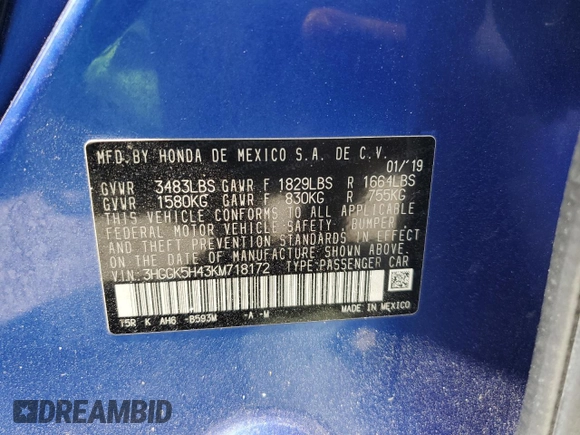 MFD.BY HONDA DE MEXICO S.A. DE C.V.
01/'19
GVWR 3483LBS GAWR F 1829LBS R 1664LBS
GVWR 1580KG GAWR F 830KG R 755KG
THIS VEHICLE CONFORMS TO ALL APPLICABLE
FEDERAL MOTOR VEHICLE SAFETY, BUMPER,
AND THEFT PREVENTION STANDARDS IN EFFECT
ON THE DATE OF MANUFACTURE SHOWN ABOVE.
VIN: 3HGGK5H43KM718172 TYPE: PASSENGER CAR
T5R K AH6 -B593M -A -M MADE IN MEXICO
DREAMBID